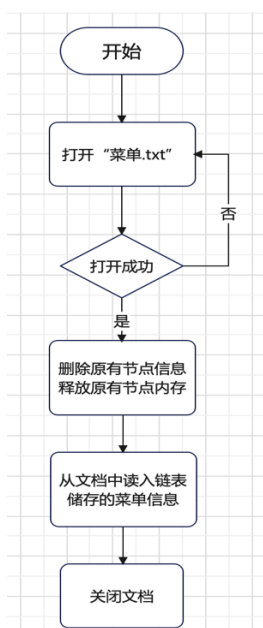 开始
打开“菜单.txt”
否
打开成功
是
删除原有节点信息
释放原有节点内存
从文档中读入链表
储存的菜单信息
关闭文档